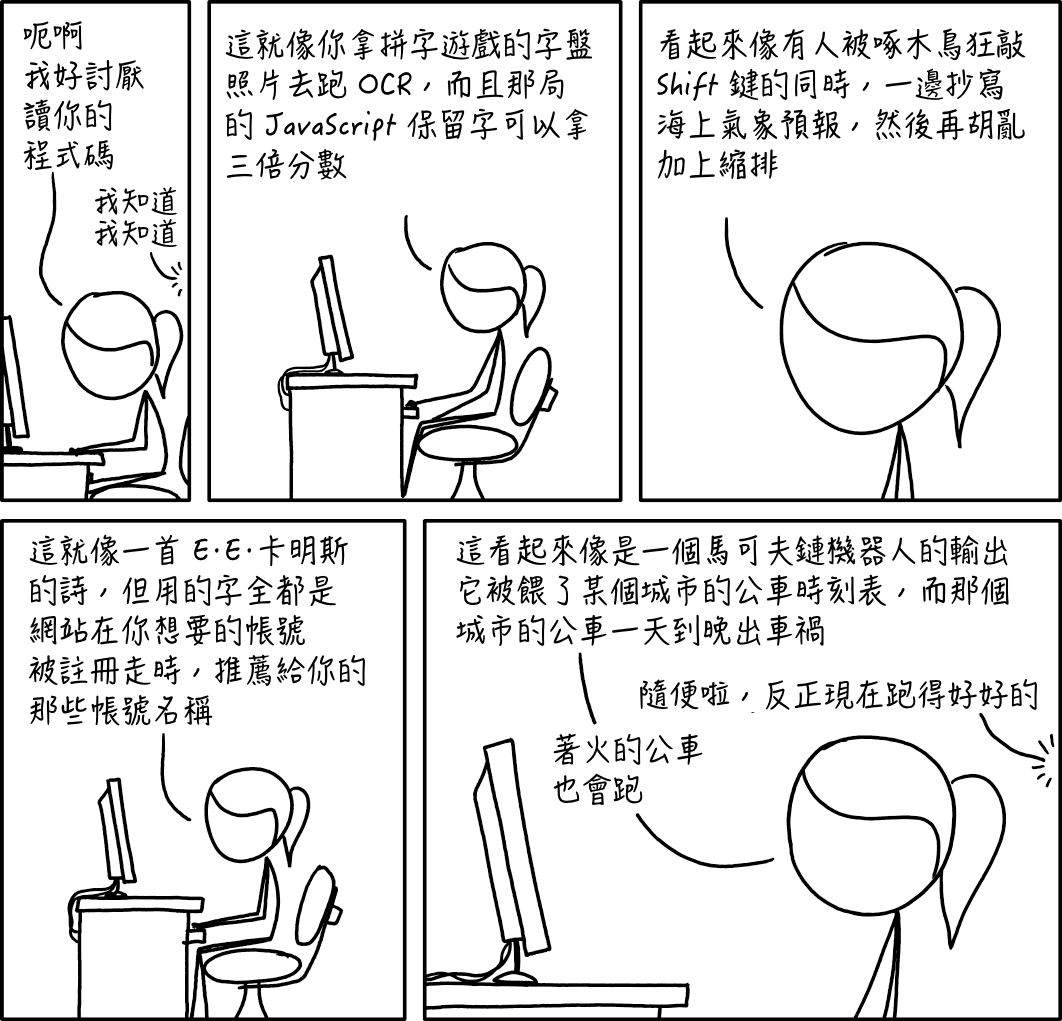 呃啊
我好討厭
讀你的
程式碼
我知道
我知道
這就像你拿拼字遊戲的字盤
照片去跑 OCR，而且那局
的 JavaScript 保留字可以拿
三倍分數
看起來像有人被啄木鳥狂敲
Shift 鍵的同時，一邊抄寫
海上氣象預報，然後再胡亂
加上縮排
這就像一首 E·E·卡明斯
的詩，但用的字全都是
網站在你想要的帳號
被註冊走時，推薦給你的
那些帳號名稱
這看起來像是一個馬可夫鏈機器人的輸出
它被餵了某個城市的公車時刻表，而那個
城市的公車一天到晚出車禍
隨便啦，反正現在跑得好好的
著火的公車
也會跑